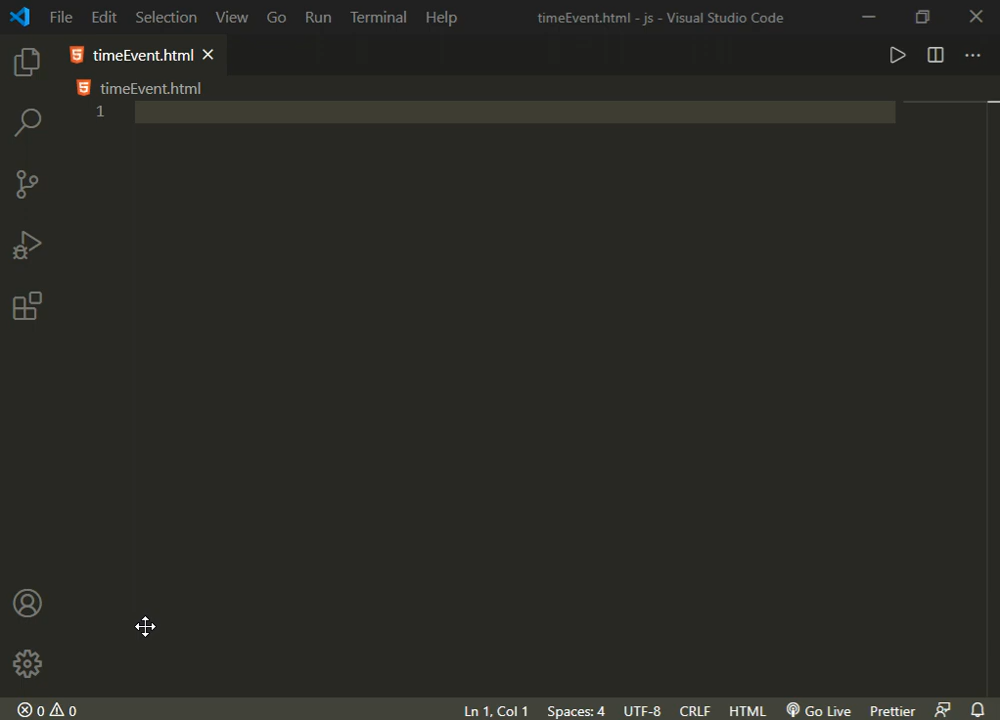 File Edit Selection View Go Run Terminal Help timeEvent.html - js - Visual Studio Code
timeEvent.html
timeEvent.html
1
0 0 Ln 1, Col 1 Spaces: 4 UTF-8 CRLF HTML Go Live Prettier